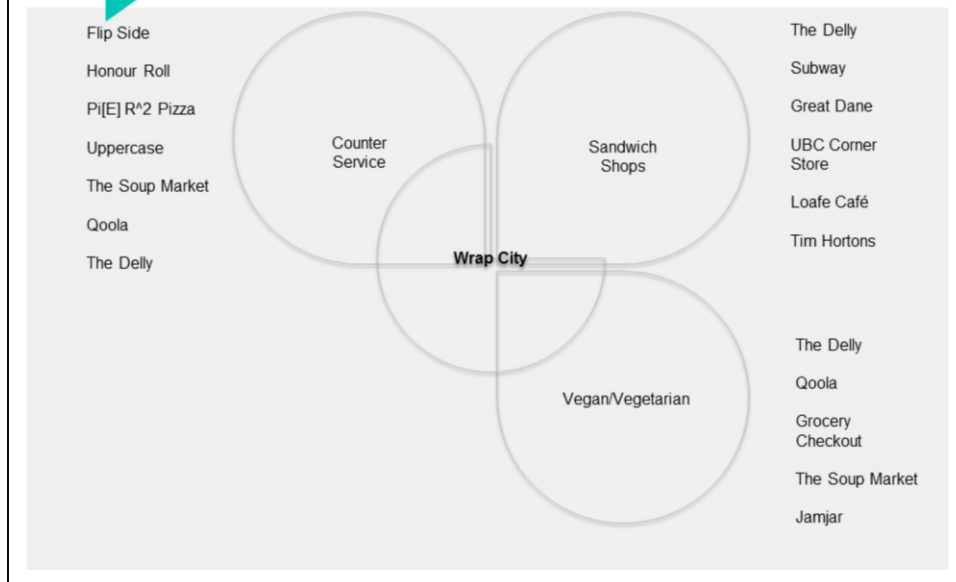 Flip Side
Honour Roll
Pi[E] R^2 Pizza
Uppercase
The Soup Market
Qoola
The Delly
Counter
Service
Sandwich
Shops
Wrap City
Vegan/Vegetarian
The Delly
Subway
Great Dane
UBC Corner
Store
Loafe Café
Tim Hortons
The Delly
Qoola
Grocery
Checkout
The Soup Market
Jamjar